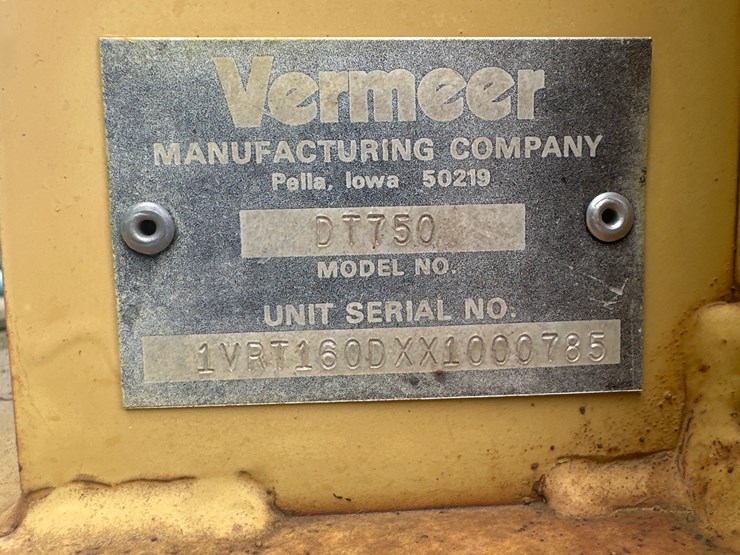 Vermeer
MANUFACTURING COMPANY
Pella, Iowa 50219
DT750
MODEL NO.
UNIT SERIAL NO.
1VRT160DXX1000785